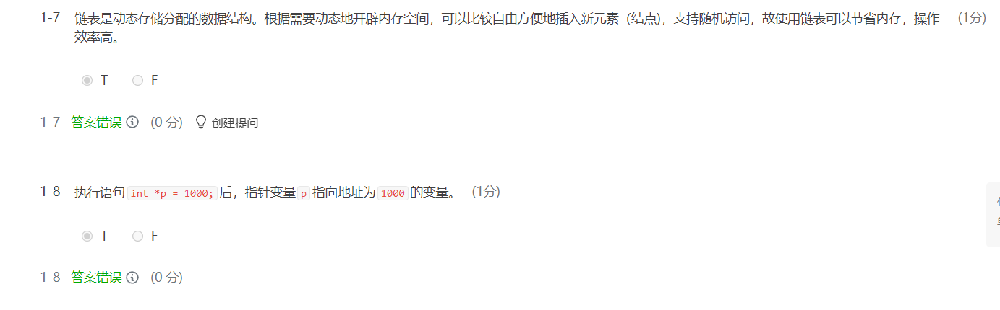 1-7 链表是动态存储分配的数据结构。根据需要动态地开辟内存空间，可以比较自由方便地插入新元素（结点)，支持随机访问，故使用链表可以节省内存，操作 (1分)
效率高。
T F
1-7 答案错误 (0 分) 创建提问
1-8 执行语句 int *p = 1000; 后，指针变量 p 指向地址为 1000 的变量。 (1分)
T F
1-8 答案错误 (0 分)